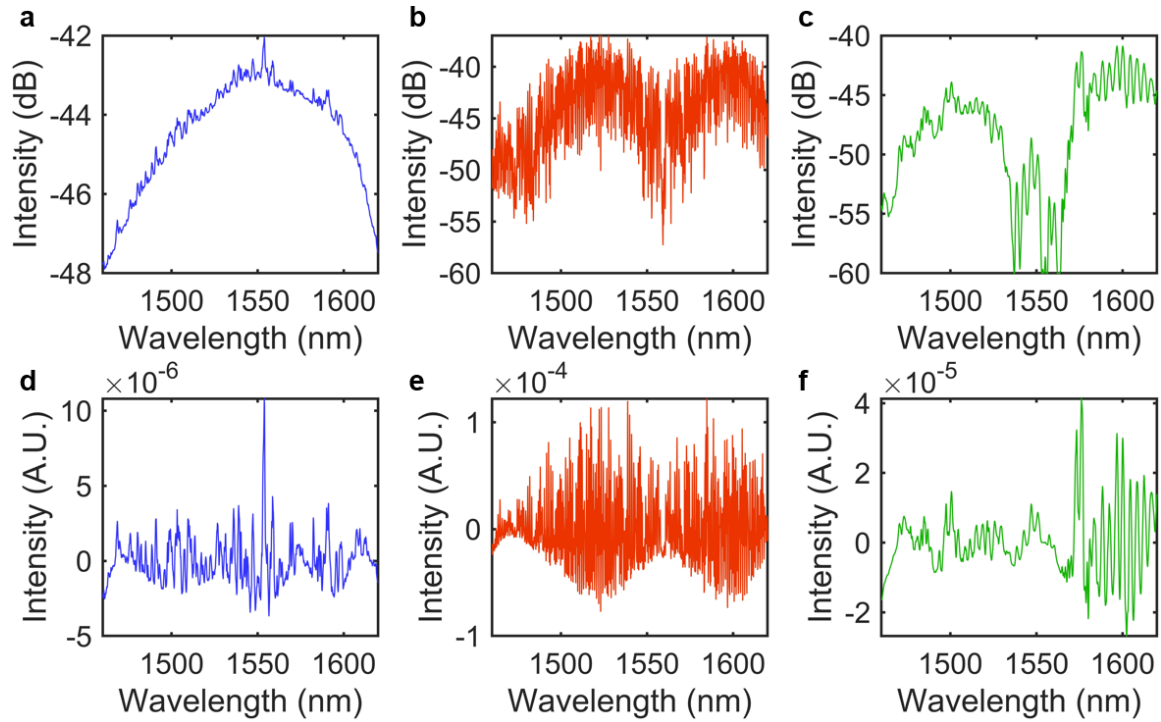 a
-42
-44
-46
-48
Intensity (dB)
1500 1550 1600
Wavelength (nm)
b
-40
-45
-50
-55
-60
Intensity (dB)
1500 1550 1600
Wavelength (nm)
c
-40
-45
-50
-55
-60
Intensity (dB)
1500 1550 1600
Wavelength (nm)
d
×10-6
10
5
0
-5
Intensity (A.U.)
1500 1550 1600
Wavelength (nm)
e
×10-4
1
0
-1
Intensity (A.U.)
1500 1550 1600
Wavelength (nm)
f
×10-5
4
2
0
-2
Intensity (A.U.)
1500 1550 1600
Wavelength (nm)